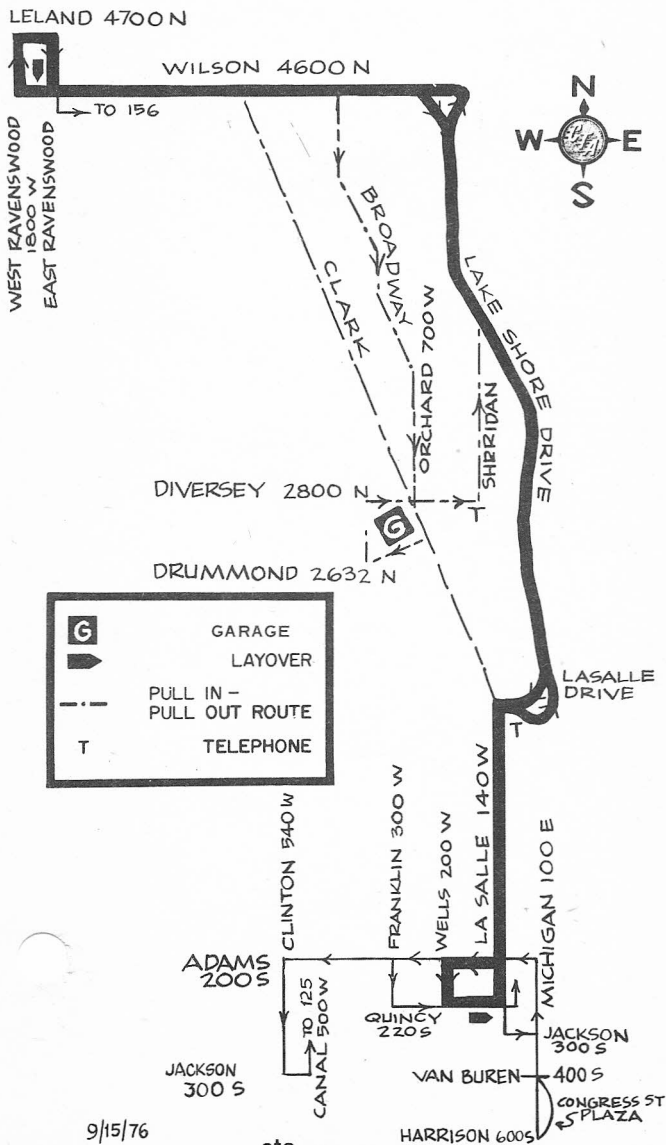 LELAND 4700 N
WILSON 4600 N
TO 156
N
W E
S
WEST RAVENSWOOD
1800 W
EAST RAVENSWOOD
BROADWAY
CLARK
LAKE SHORE DRIVE
ORCHARD 700 W
SHERIDAN
DIVERSEY 2800 N
T
G
DRUMMOND 2632 N
G GARAGE
LAYOVER
PULL IN -
PULL OUT ROUTE
T TELEPHONE
LASALLE
DRIVE
T
CLINTON 540 W
FRANKLIN 300 W
WELLS 200 W
LA SALLE 140 W
MICHIGAN 100 E
ADAMS
200 S
TO 125
CANAL 500 W
QUINCY
220 S
JACKSON
300 S
JACKSON
300 S
VAN BUREN 400 S
CONGRESS ST
PLAZA
HARRISON 600 S
9/15/76